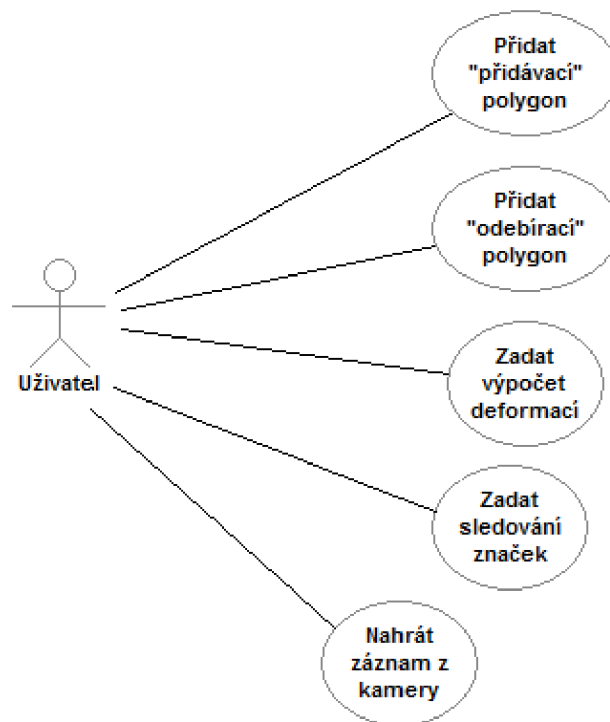 Přidat
"přidávací"
polygon
Přidat
"odebírací"
polygon
Uživatel
Zadat
výpočet
deformací
Zadat
sledování
značek
Nahrát
záznam z
kamery